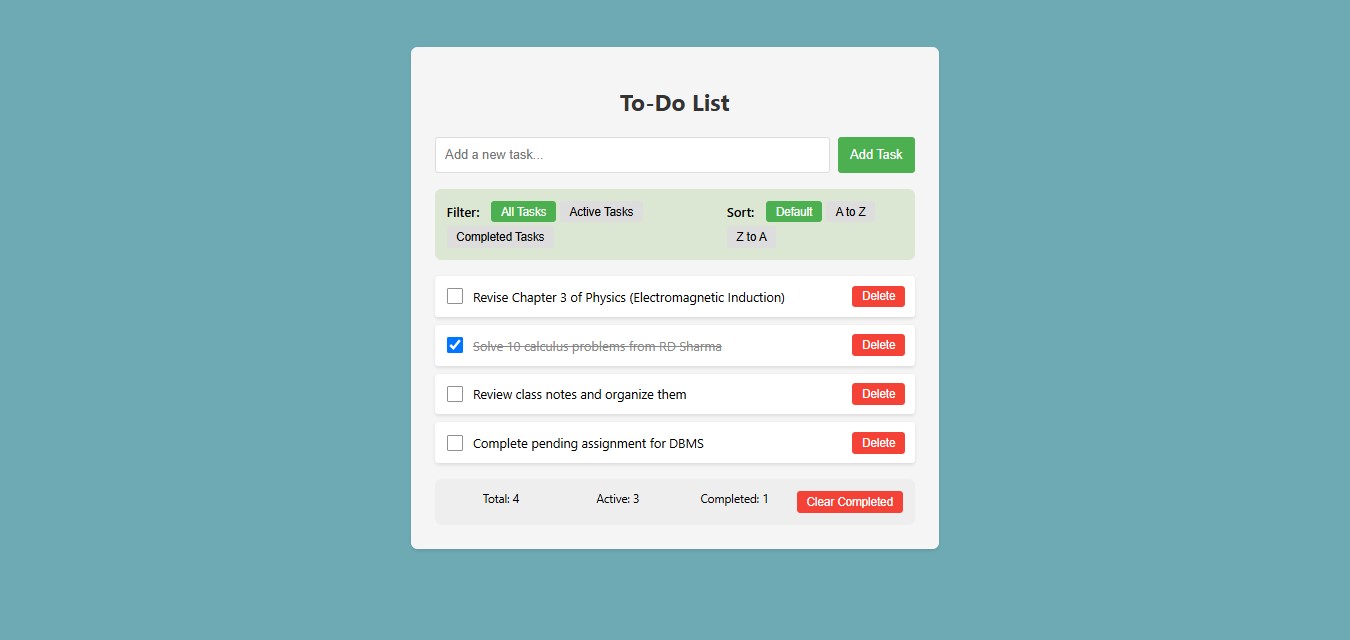 To-Do List
Add a new task... Add Task
Filter: All Tasks Active Tasks
Completed Tasks
Sort: Default A to Z
Z to A
Revise Chapter 3 of Physics (Electromagnetic Induction) Delete
Solve 10 calculus problems from RD Sharma Delete
Review class notes and organize them Delete
Complete pending assignment for DBMS Delete
Total: 4 Active: 3 Completed: 1 Clear Completed